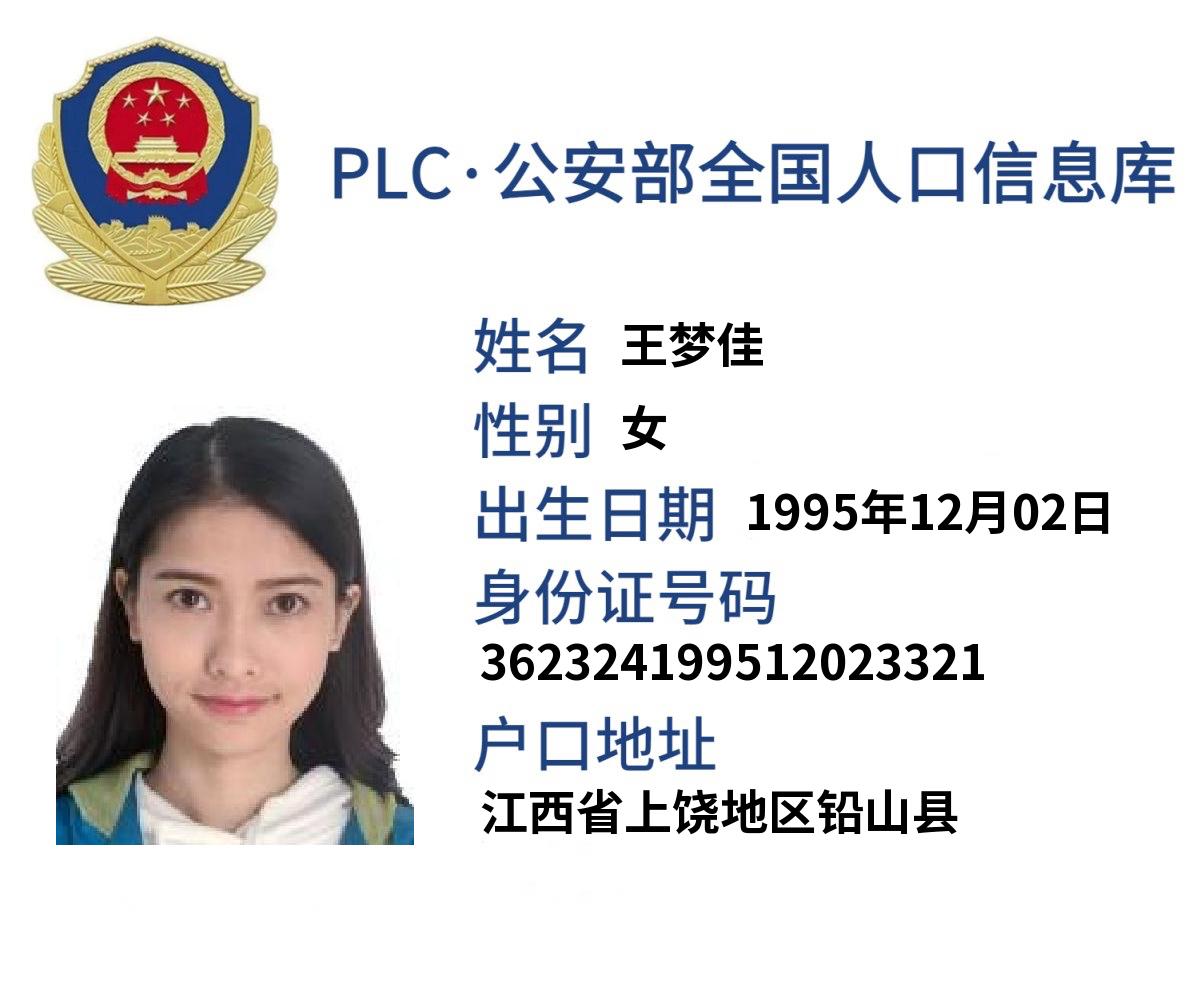 PLC·公安部全国人口信息库
姓名 王梦佳
性别 女
出生日期 1995年12月02日
身份证号码
362324199512023321
户口地址
江西省上饶地区铅山县